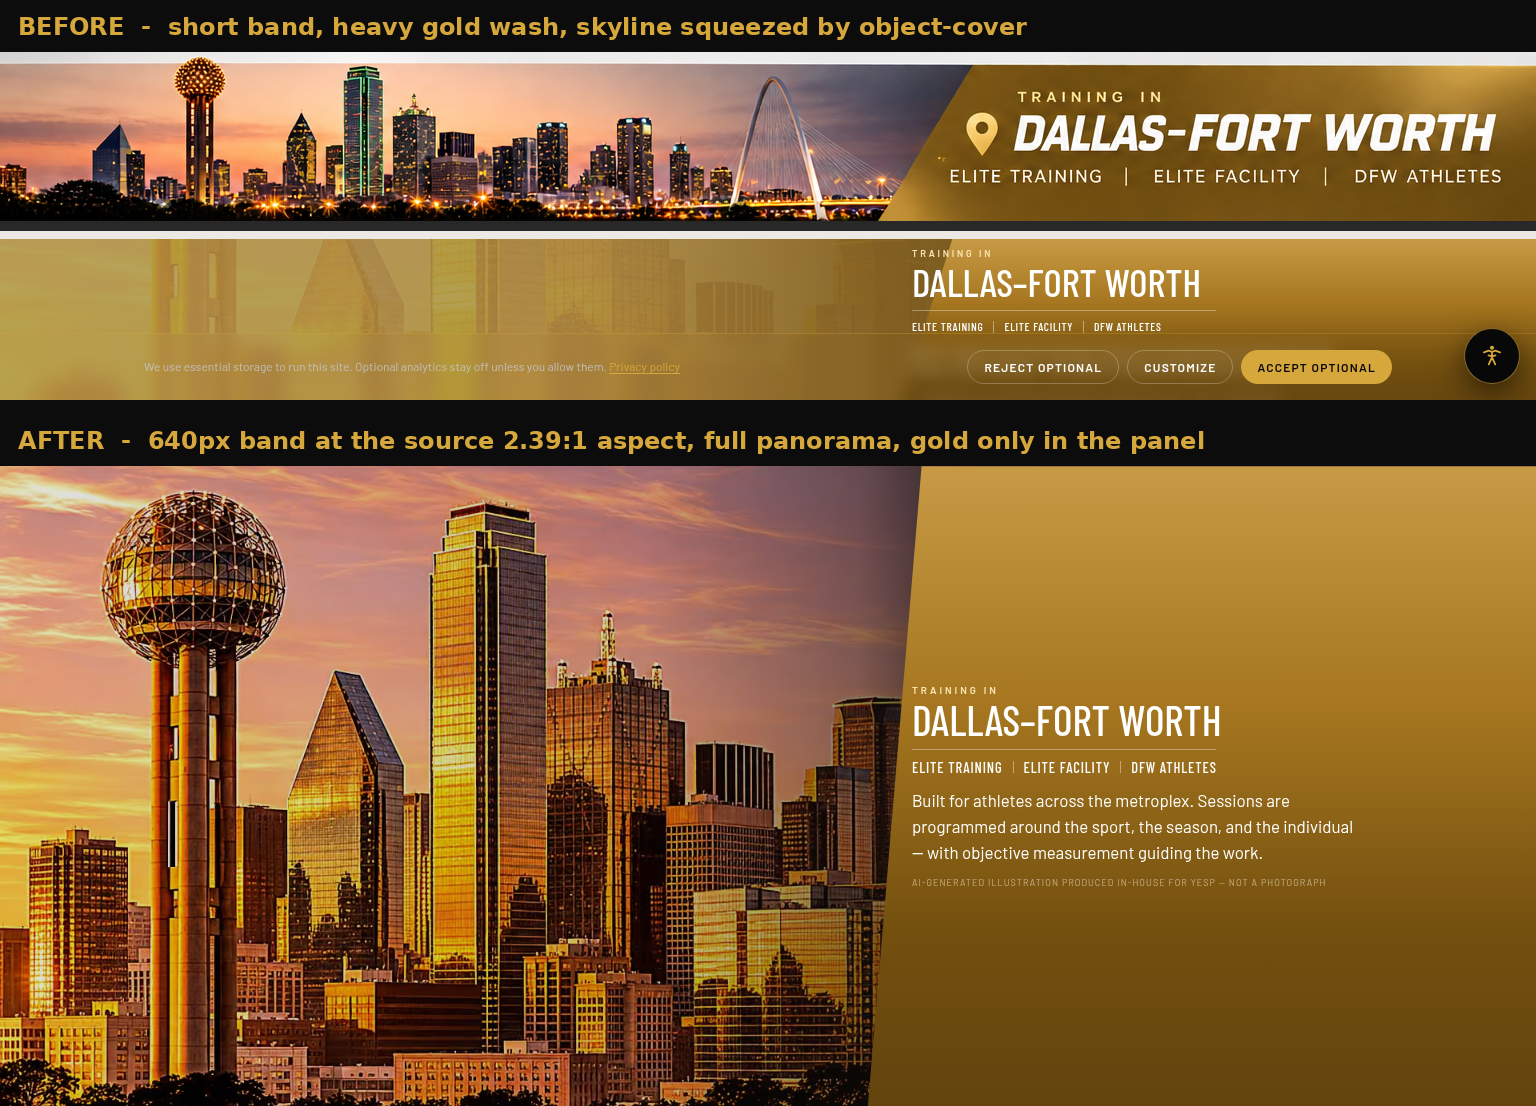 BEFORE - short band, heavy gold wash, skyline squeezed by object-cover
TRAINING IN
DALLAS–FORT WORTH
ELITE TRAINING | ELITE FACILITY | DFW ATHLETES
TRAINING IN
DALLAS–FORT WORTH
ELITE TRAINING | ELITE FACILITY | DFW ATHLETES
We use essential storage to run this site. Optional analytics stay off unless you allow them. Privacy policy
REJECT OPTIONAL
CUSTOMIZE
ACCEPT OPTIONAL
AFTER - 640px band at the source 2.39:1 aspect, full panorama, gold only in the panel
TRAINING IN
DALLAS–FORT WORTH
ELITE TRAINING | ELITE FACILITY | DFW ATHLETES
Built for athletes across the metroplex. Sessions are
programmed around the sport, the season, and the individual
— with objective measurement guiding the work.
AI-GENERATED ILLUSTRATION PRODUCED IN-HOUSE FOR YESP — NOT A PHOTOGRAPH